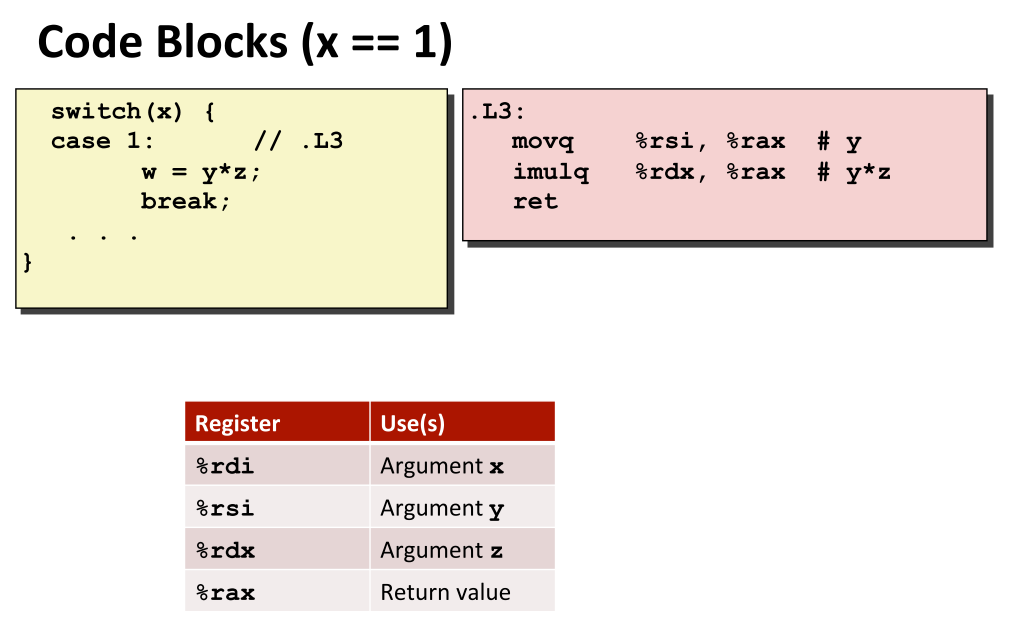 Code Blocks (x == 1)
switch(x) {
case 1:       // .L3
w = y*z;
break;
. . .
}
.L3:
movq    %rsi, %rax  # y
imulq   %rdx, %rax  # y*z
ret
Register Use(s)
%rdi Argument x
%rsi Argument y
%rdx Argument z
%rax Return value